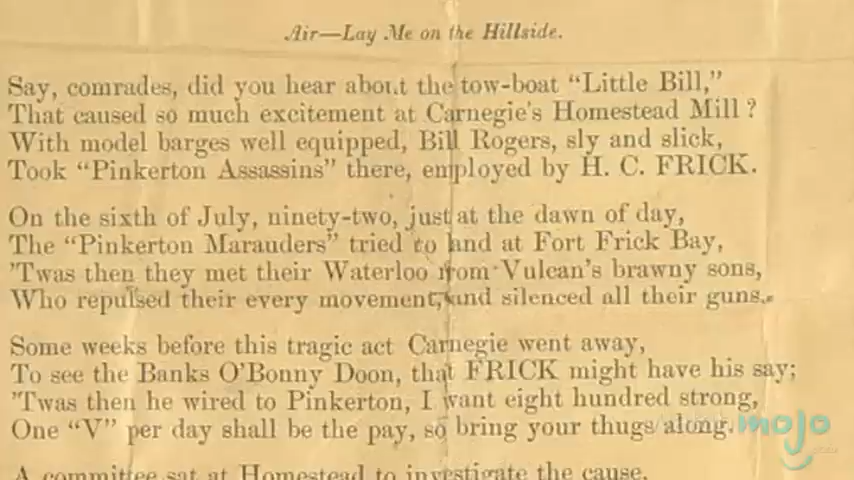 Air—Lay Me on the Hillside.
Say, comrades, did you hear about the tow-boat “Little Bill,”
That caused so much excitement at Carnegie's Homestead Mill?
With model barges well equipped, Bill Rogers, sly and slick,
Took “Pinkerton Assassins” there, employed by H. C. FRICK.
On the sixth of July, ninety-two, just at the dawn of day,
The “Pinkerton Marauders” tried to land at Fort Frick Bay,
'Twas then they met their Waterloo from Vulcan's brawny sons,
Who repulsed their every movement, and silenced all their guns.
Some weeks before this tragic act Carnegie went away,
To see the Banks O'Bonny Doon, that FRICK might have his say;
'Twas then he wired to Pinkerton, I want eight hundred strong,
One “V” per day shall be the pay, so bring your thugs along.
A committee sat at Homestead to investigate the cause,
mojo